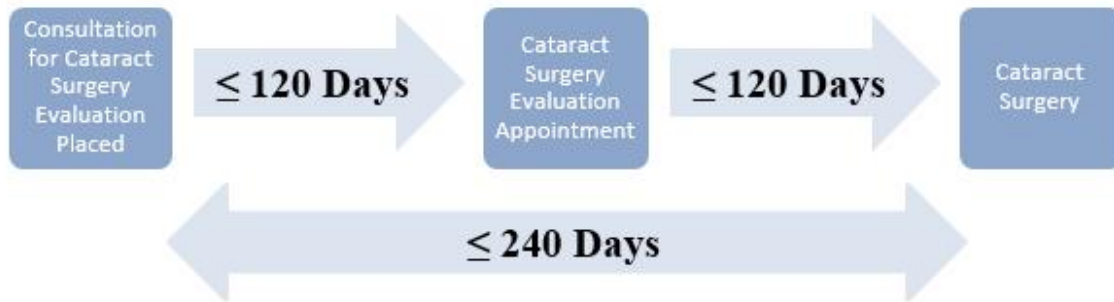 Consultation
for Cataract
Surgery
Evaluation
Placed
≤ 120 Days
Cataract
Surgery
Evaluation
Appointment
≤ 120 Days
Cataract
Surgery
≤ 240 Days